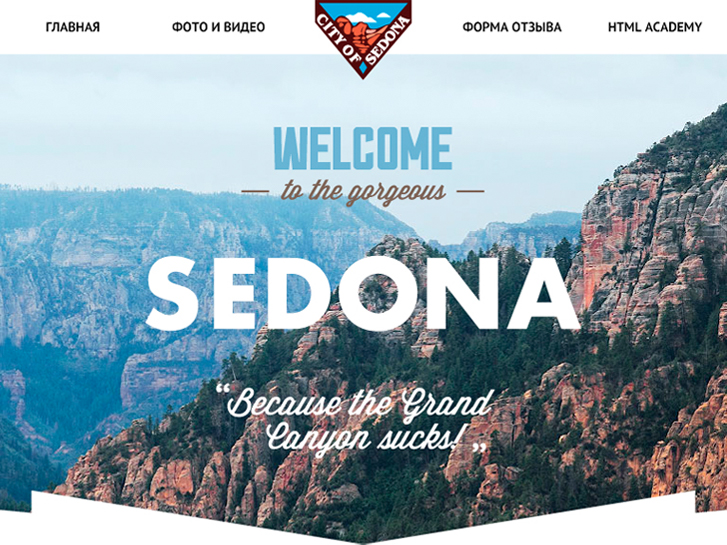 ГЛАВНАЯ
ФОТО И ВИДЕО
CITY OF SEDONA
ФОРМА ОТЗЫВА
HTML ACADEMY
WELCOME
— to the gorgeous —
SEDONA
“Because the Grand
Canyon sucks! „